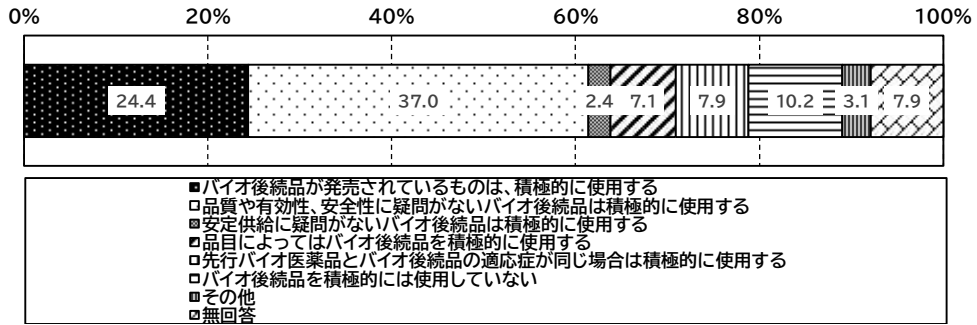 0% 20% 40% 60% 80% 100%
24.4 37.0 2.4 7.1 7.9 10.2 3.1 7.9
バイオ後続品が発売されているものは、積極的に使用する
品質や有効性、安全性に疑問がないバイオ後続品は積極的に使用する
安定供給に疑問がないバイオ後続品は積極的に使用する
品目によってはバイオ後続品を積極的に使用する
先行バイオ医薬品とバイオ後続品の適応症が同じ場合は積極的に使用する
バイオ後続品を積極的には使用していない
その他
無回答